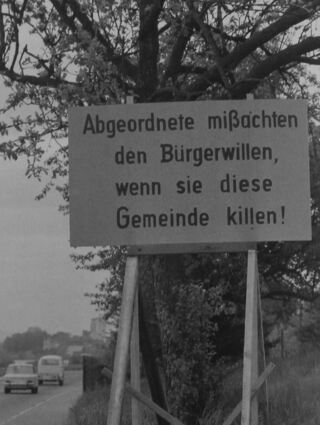 Abgeordnete mißachten
den Bürgerwillen,
wenn sie diese
Gemeinde killen!